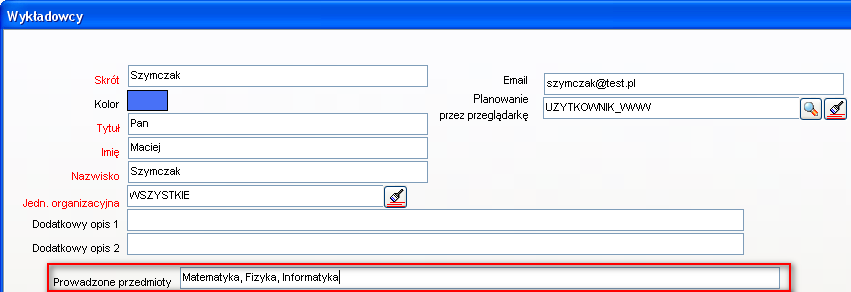 Wykładowcy
Skrót Szymczak
Email szymczak@test.pl
Kolor
Planowanie
przez przeglądarkę UZYTKOWNIK_WWW
Tytuł Pan
Imię Maciej
Nazwisko Szymczak
Jedn. organizacyjna WSZYSTKIE
Dodatkowy opis 1
Dodatkowy opis 2
Prowadzone przedmioty Matematyka, Fizyka, Informatyka